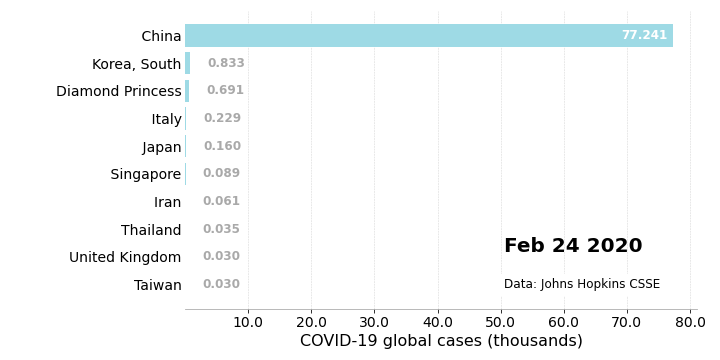 China 77.241
Korea, South 0.833
Diamond Princess 0.691
Italy 0.229
Japan 0.160
Singapore 0.089
Iran 0.061
Thailand 0.035
United Kingdom 0.030
Taiwan 0.030
Feb 24 2020
Data: Johns Hopkins CSSE
10.0 20.0 30.0 40.0 50.0 60.0 70.0 80.0
COVID-19 global cases (thousands)